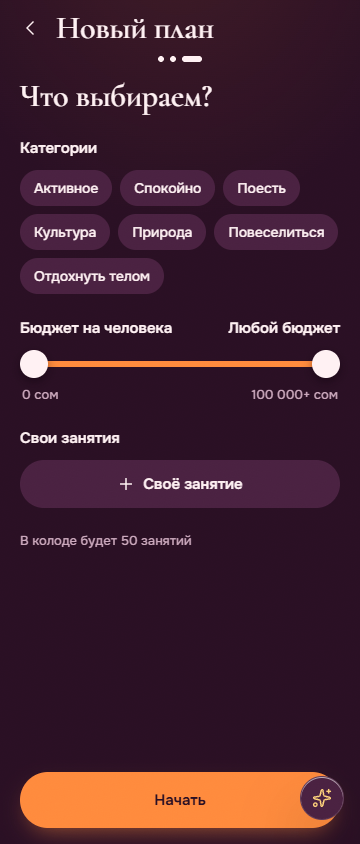 Новый план
Что выбираем?
Категории
Активное Спокойно Поесть
Культура Природа Повеселиться
Отдохнуть телом
Бюджет на человека Любой бюджет
0 сом 100 000+ сом
Свои занятия
+ Своё занятие
В колоде будет 50 занятий
Начать